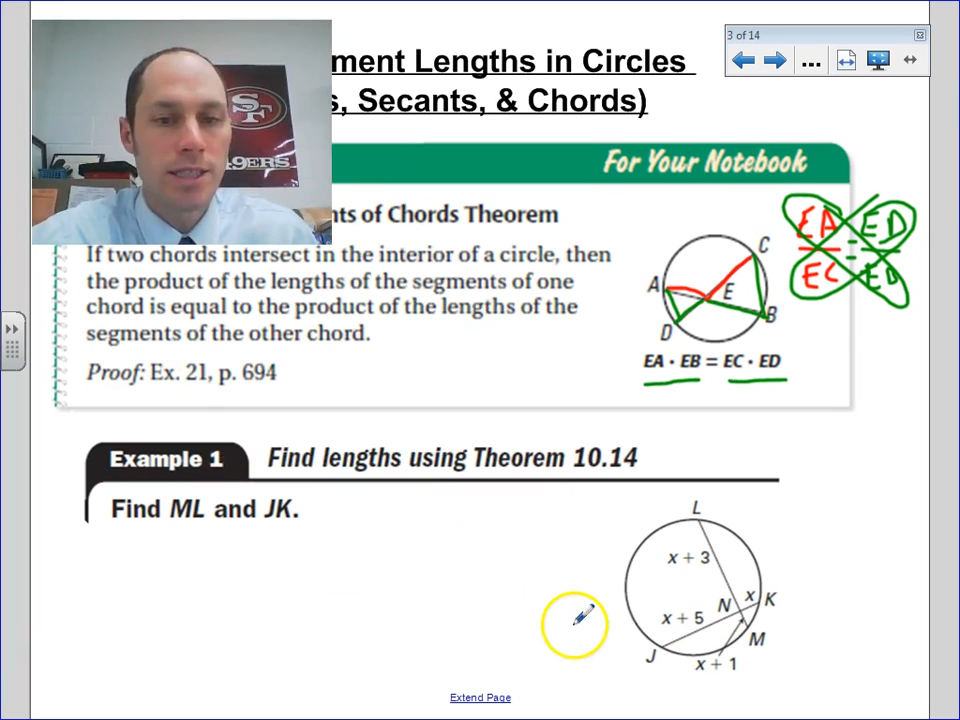 3 of 14
ment Lengths in Circles
s, Secants, & Chords)
49ERS
For Your Notebook
nts of Chords Theorem
If two chords intersect in the interior of a circle, then
the product of the lengths of the segments of one
chord is equal to the product of the lengths of the
segments of the other chord.
Proof: Ex. 21, p. 694
A
C
E
D
B
EA · EB = EC · ED
EA = ED
EC
Example 1 Find lengths using Theorem 10.14
Find ML and JK.
L
x + 3
N
x
K
x + 5
M
J
x + 1
Extend Page